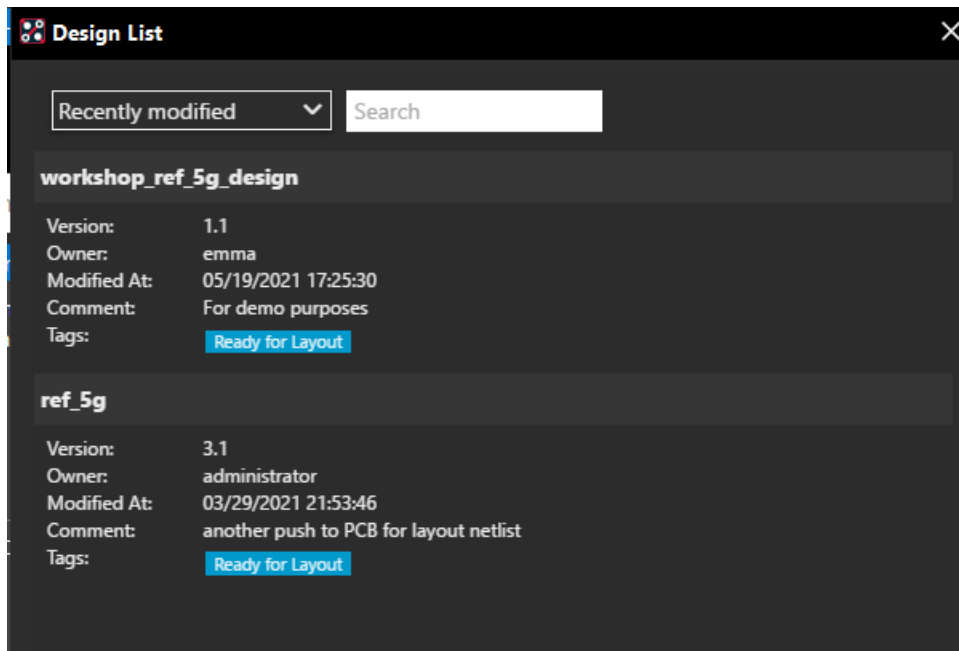 Design List
Recently modified Search
workshop_ref_5g_design
Version: 1.1
Owner: emma
Modified At: 05/19/2021 17:25:30
Comment: For demo purposes
Tags: Ready for Layout
ref_5g
Version: 3.1
Owner: administrator
Modified At: 03/29/2021 21:53:46
Comment: another push to PCB for layout netlist
Tags: Ready for Layout